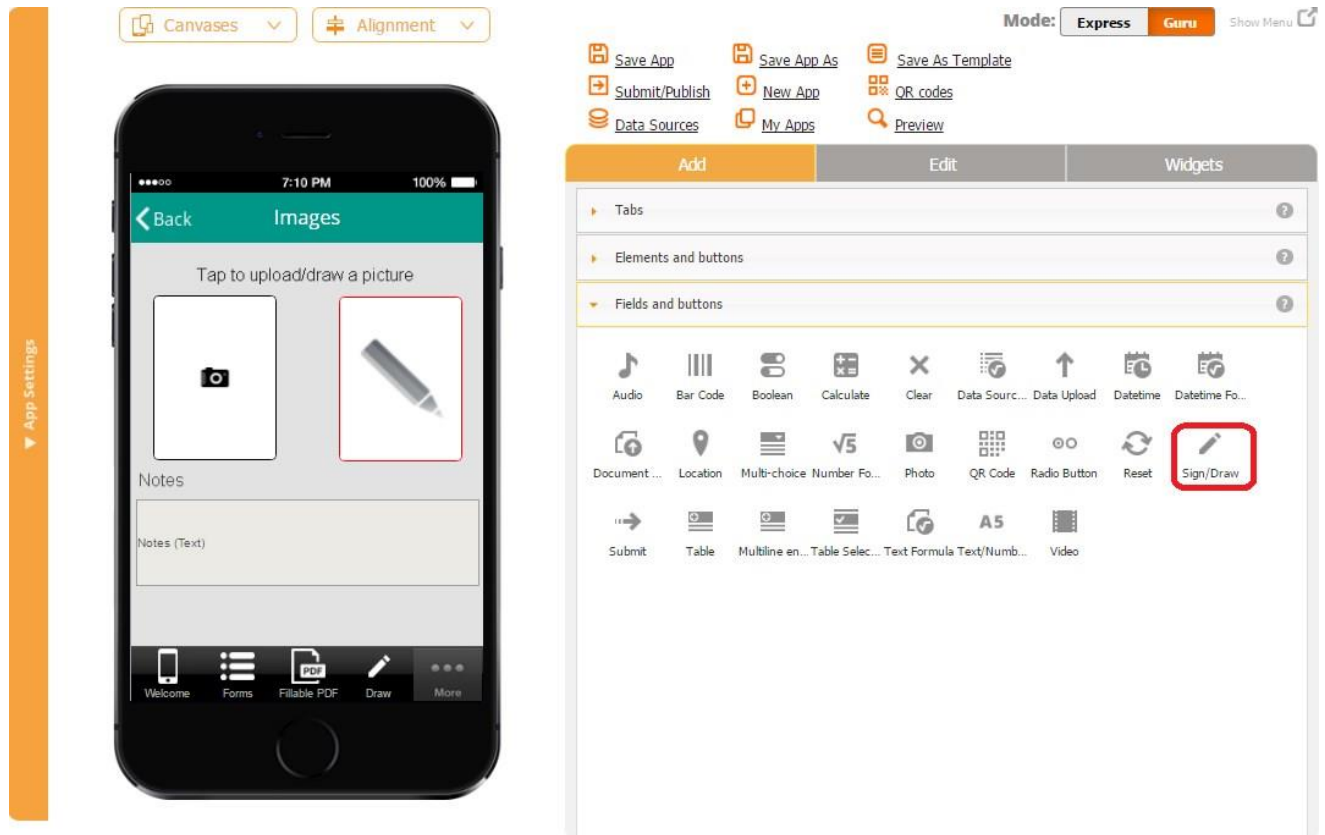 Canvases
Alignment
Mode: Express Guru Show Menu
Save App Save App As Save As Template
Submit/Publish New App QR codes
Data Sources My Apps Preview
App Settings
7:10 PM 100%
Back Images
Tap to upload/draw a picture
Notes
Notes (Text)
PDF
Welcome Forms Fillable PDF Draw More
Add Edit Widgets
Tabs ?
Elements and buttons ?
Fields and buttons ?
Audio Bar Code Boolean Calculate Clear Data Sourc... Data Upload Datetime Datetime Fo...
√5
Document ... Location Multi-choice Number Fo... Photo QR Code Radio Button Reset Sign/Draw
A5
Submit Table Multiline en... Table Selec... Text Formula Text/Numb... Video